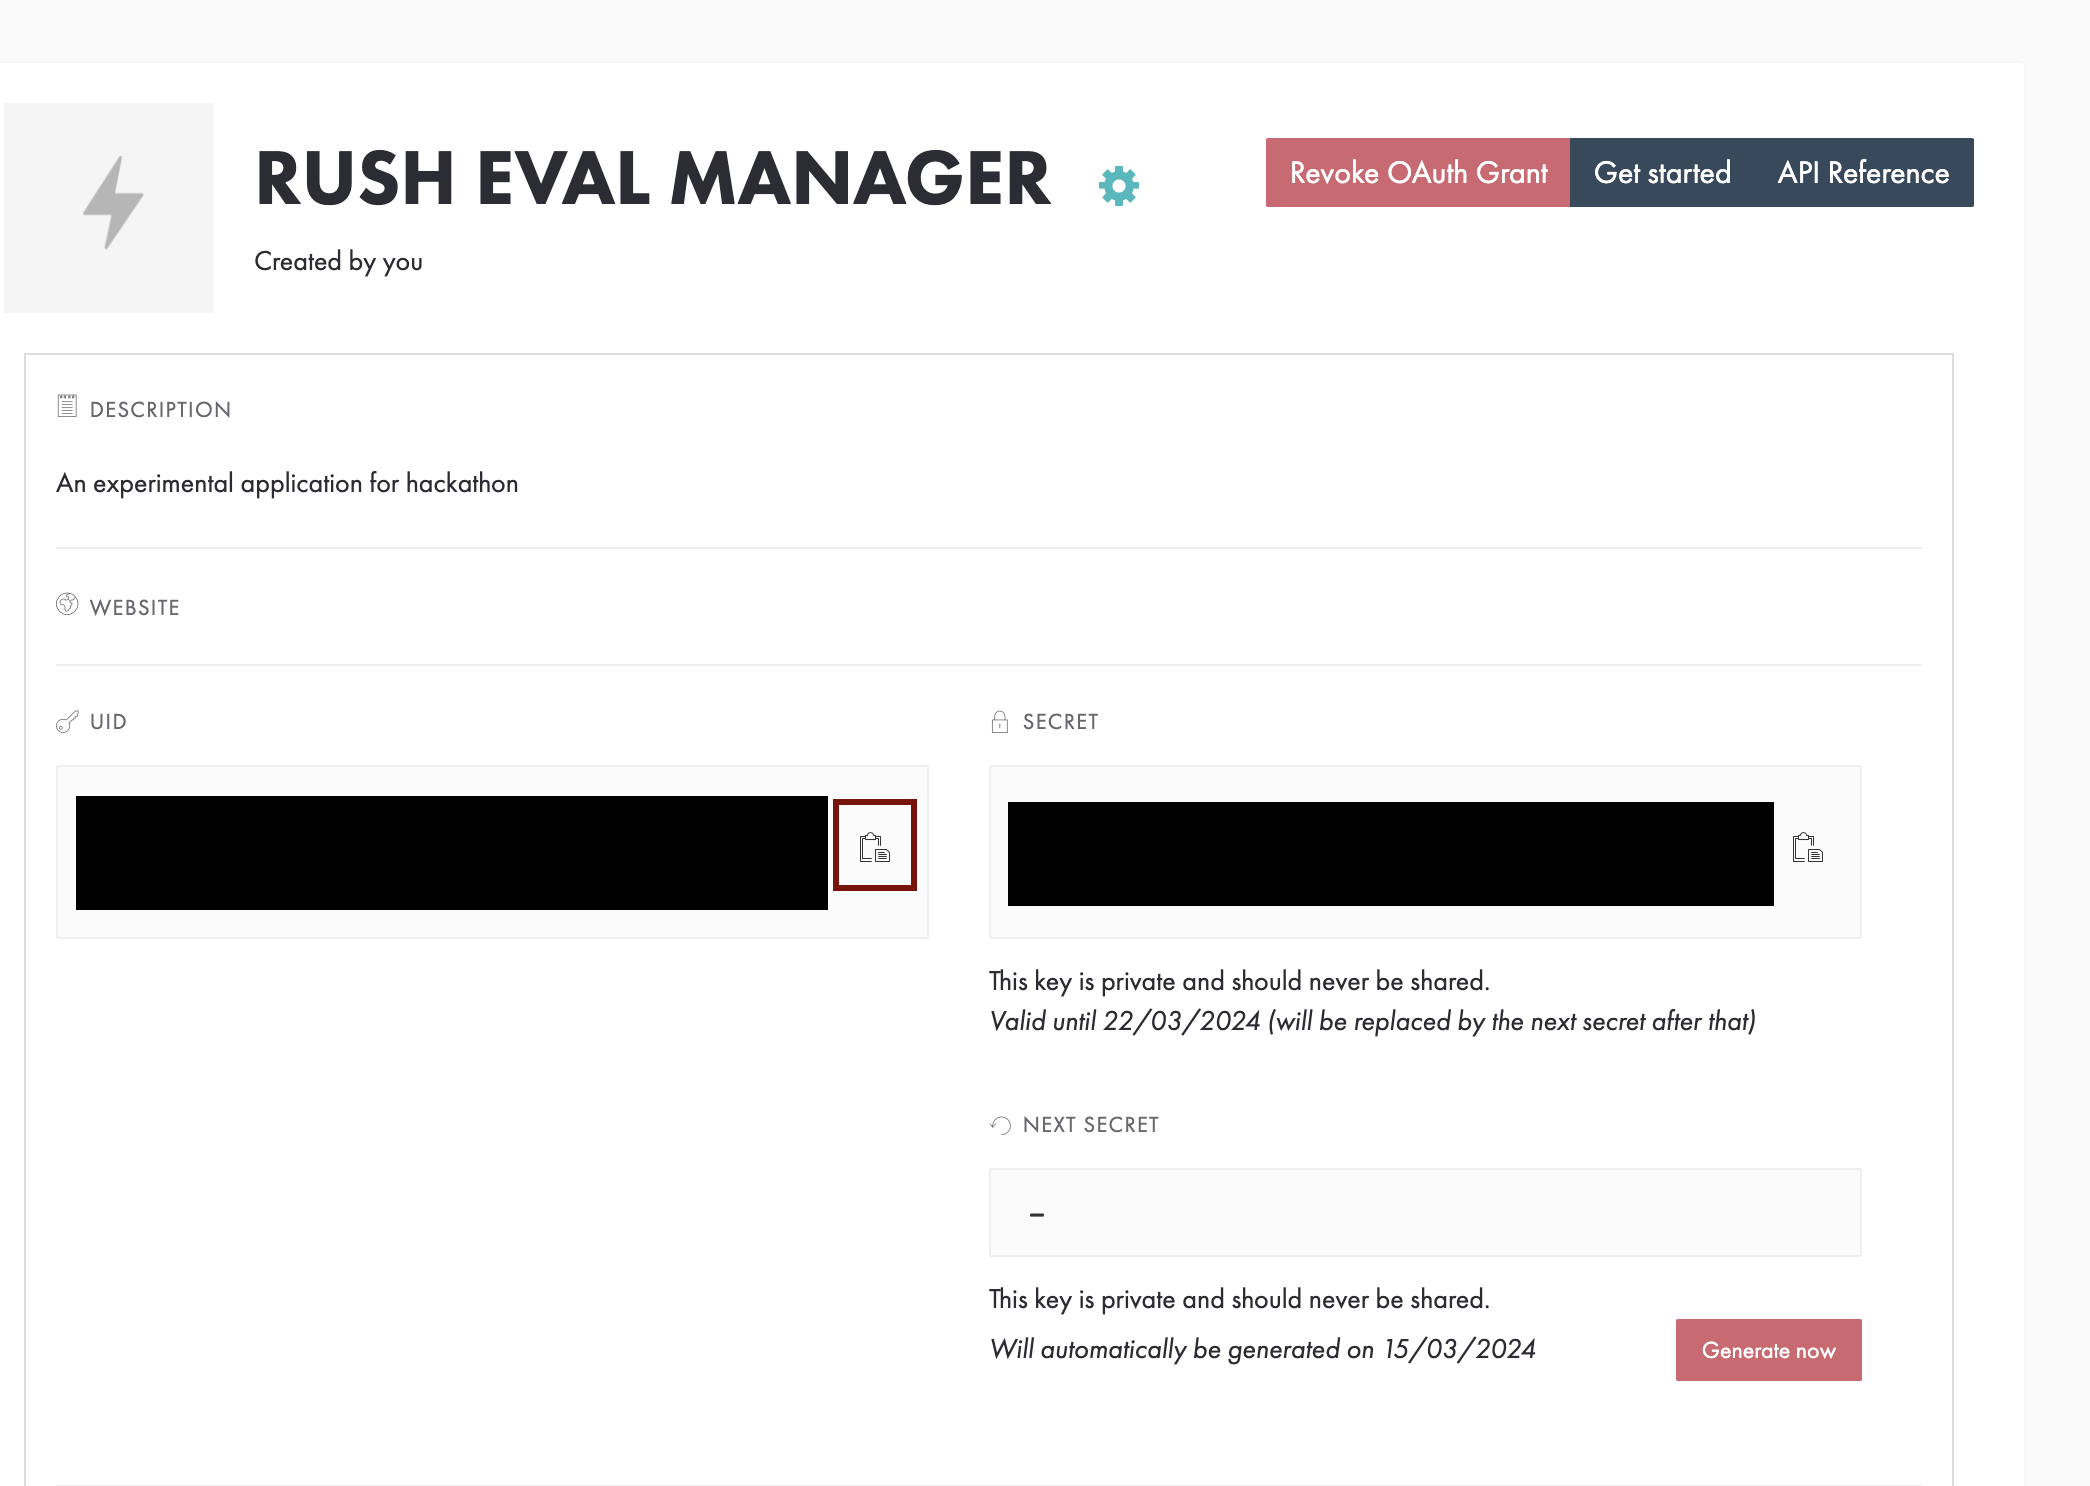 RUSH EVAL MANAGER
Revoke OAuth Grant
Get started
API Reference
Created by you
DESCRIPTION
An experimental application for hackathon
WEBSITE
UID
SECRET
This key is private and should never be shared.
Valid until 22/03/2024 (will be replaced by the next secret after that)
NEXT SECRET
–
This key is private and should never be shared.
Will automatically be generated on 15/03/2024
Generate now